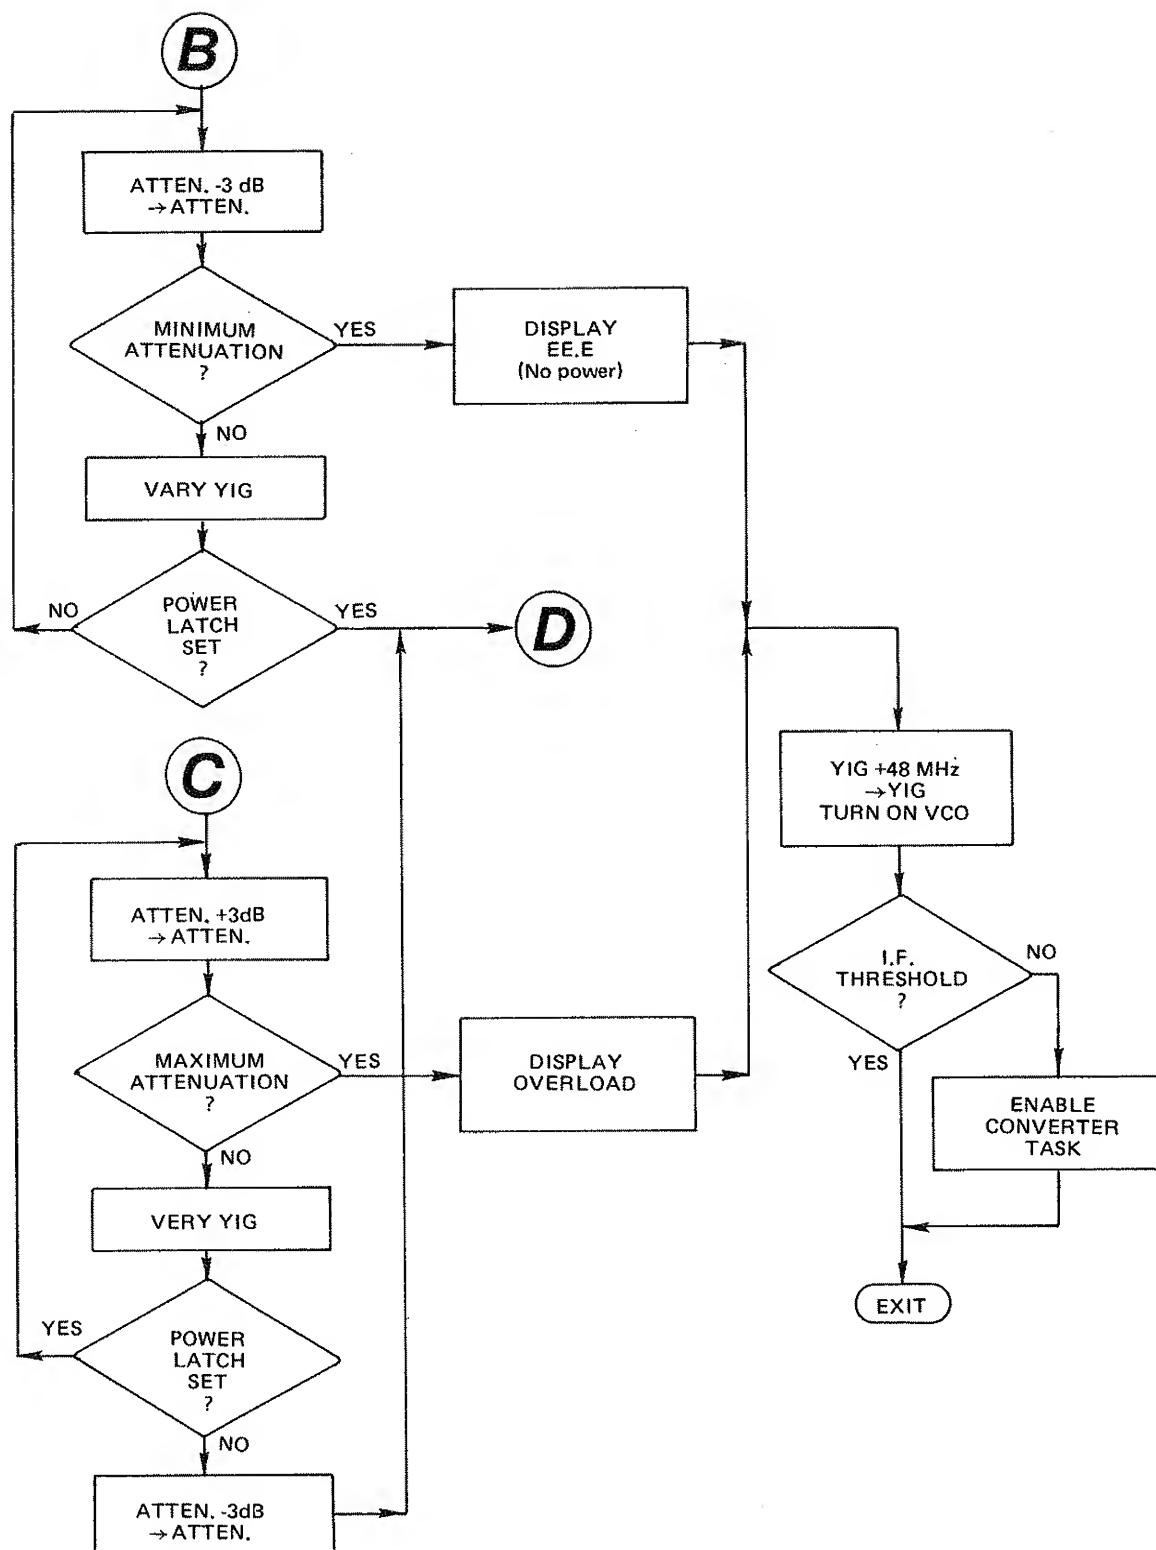 B
ATTEN. -3 dB
→ATTEN.
MINIMUM
ATTENUATION
?
YES
DISPLAY
EE.E
(No power)
NO
VARY YIG
NO
POWER
LATCH
SET
?
YES
D
C
YIG +48 MHz
→YIG
TURN ON VCO
ATTEN. +3dB
→ATTEN.
I.F.
THRESHOLD
?
NO
YES
MAXIMUM
ATTENUATION
?
YES
DISPLAY
OVERLOAD
ENABLE
CONVERTER
TASK
NO
VERY YIG
EXIT
YES
POWER
LATCH
SET
?
NO
ATTEN. -3dB
→ATTEN.